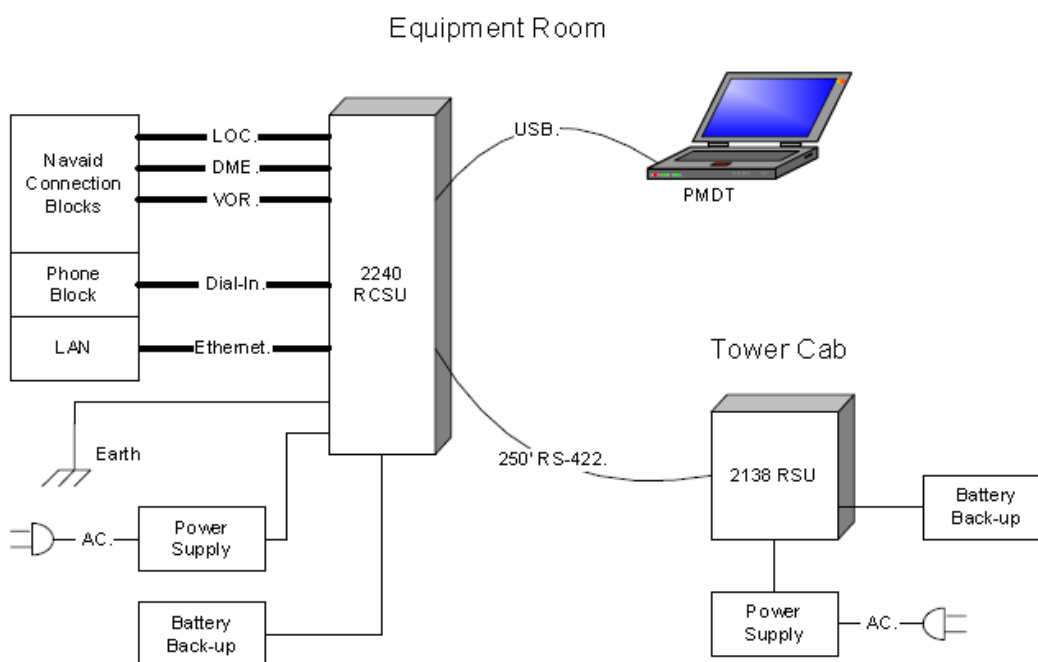 Equipment Room
Navaid
Connection
Blocks
LOC.
DME.
VOR.
USB.
PMDT
Phone
Block
Dial-In.
2240
RCSU
LAN
Ethernet.
Tower Cab
Earth
250' RS-422.
2138 RSU
Battery
Back-up
AC.
Power
Supply
Battery
Back-up
Power
Supply
AC.